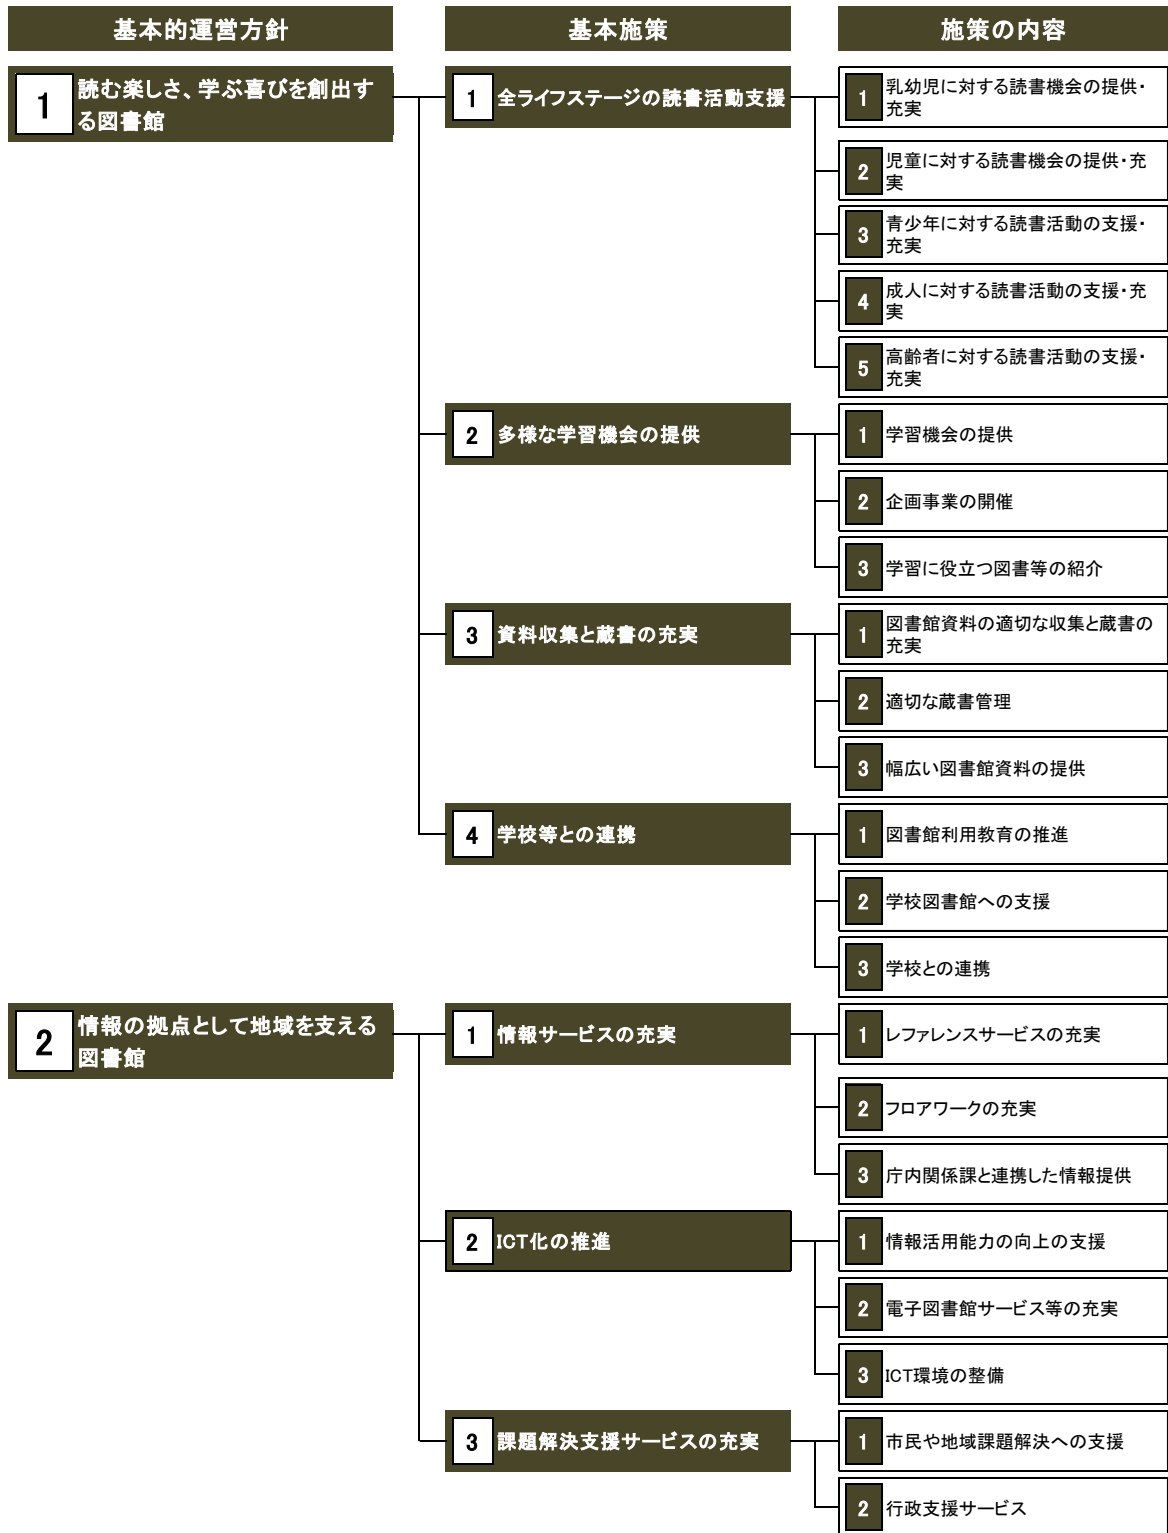 基本的運営方針
基本施策
施策の内容
1
読む楽しさ、学ぶ喜びを創出す
る図書館
1 全ライフステージの読書活動支援
1
乳幼児に対する読書機会の提供・
充実
2
児童に対する読書機会の提供・充
実
3
青少年に対する読書活動の支援・
充実
4
成人に対する読書活動の支援・充
実
5
高齢者に対する読書活動の支援・
充実
2 多様な学習機会の提供
1 学習機会の提供
2 企画事業の開催
3 学習に役立つ図書等の紹介
3 資料収集と蔵書の充実
1
図書館資料の適切な収集と蔵書の
充実
2 適切な蔵書管理
3 幅広い図書館資料の提供
4 学校等との連携
1 図書館利用教育の推進
2 学校図書館への支援
3 学校との連携
2
情報の拠点として地域を支える
図書館
1 情報サービスの充実
1 レファレンスサービスの充実
2 フロアワークの充実
3 庁内関係課と連携した情報提供
2 ICT化の推進
1 情報活用能力の向上の支援
2 電子図書館サービス等の充実
3 ICT環境の整備
3 課題解決支援サービスの充実
1 市民や地域課題解決への支援
2 行政支援サービス